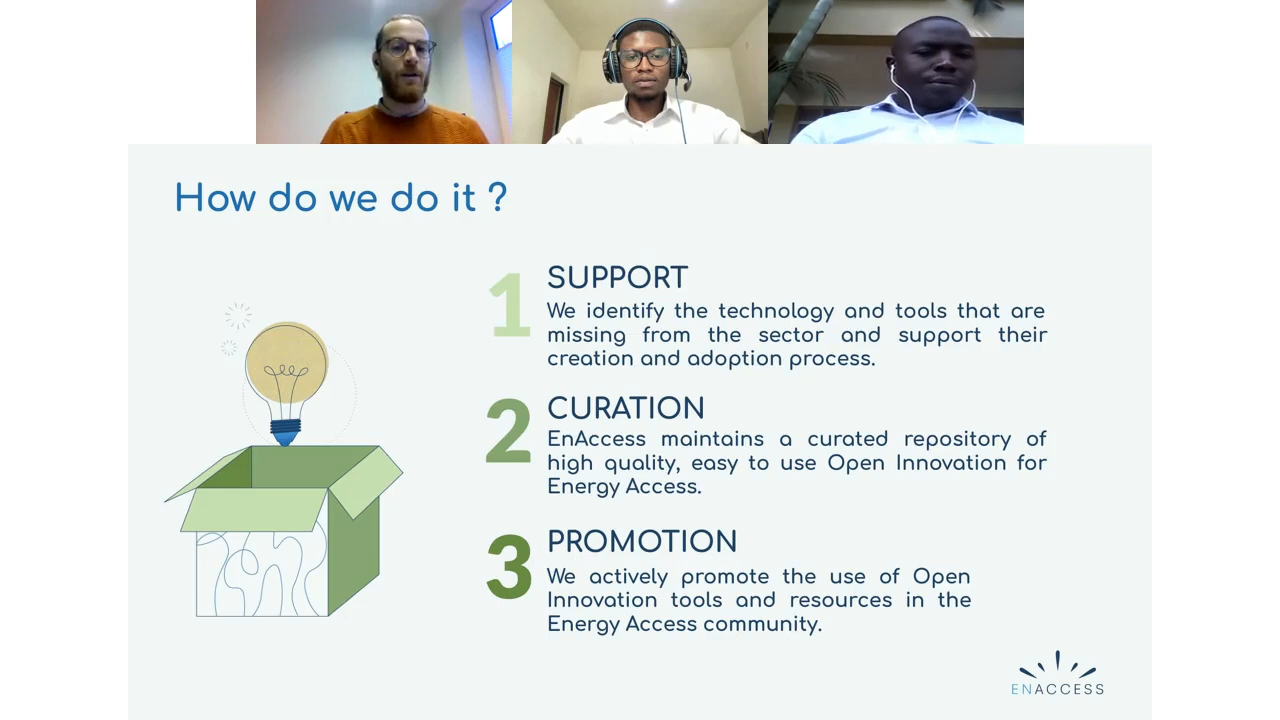 How do we do it ?
1
SUPPORT
We identify the technology and tools that are
missing from the sector and support their
creation and adoption process.
2
CURATION
EnAccess maintains a curated repository of
high quality, easy to use Open Innovation for
Energy Access.
3
PROMOTION
We actively promote the use of Open
Innovation tools and resources in the
Energy Access community.
ENACCESS